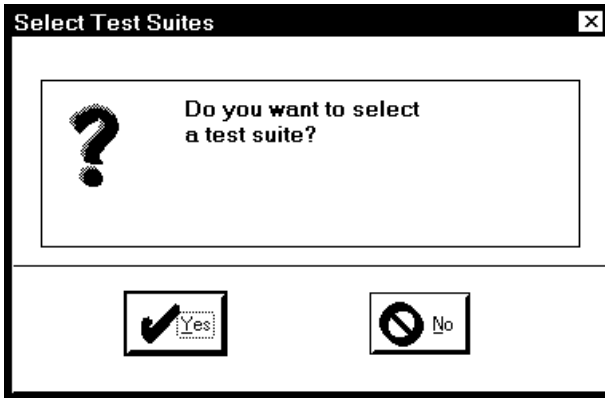 Select Test Suites
Do you want to select
a test suite?
Yes
No